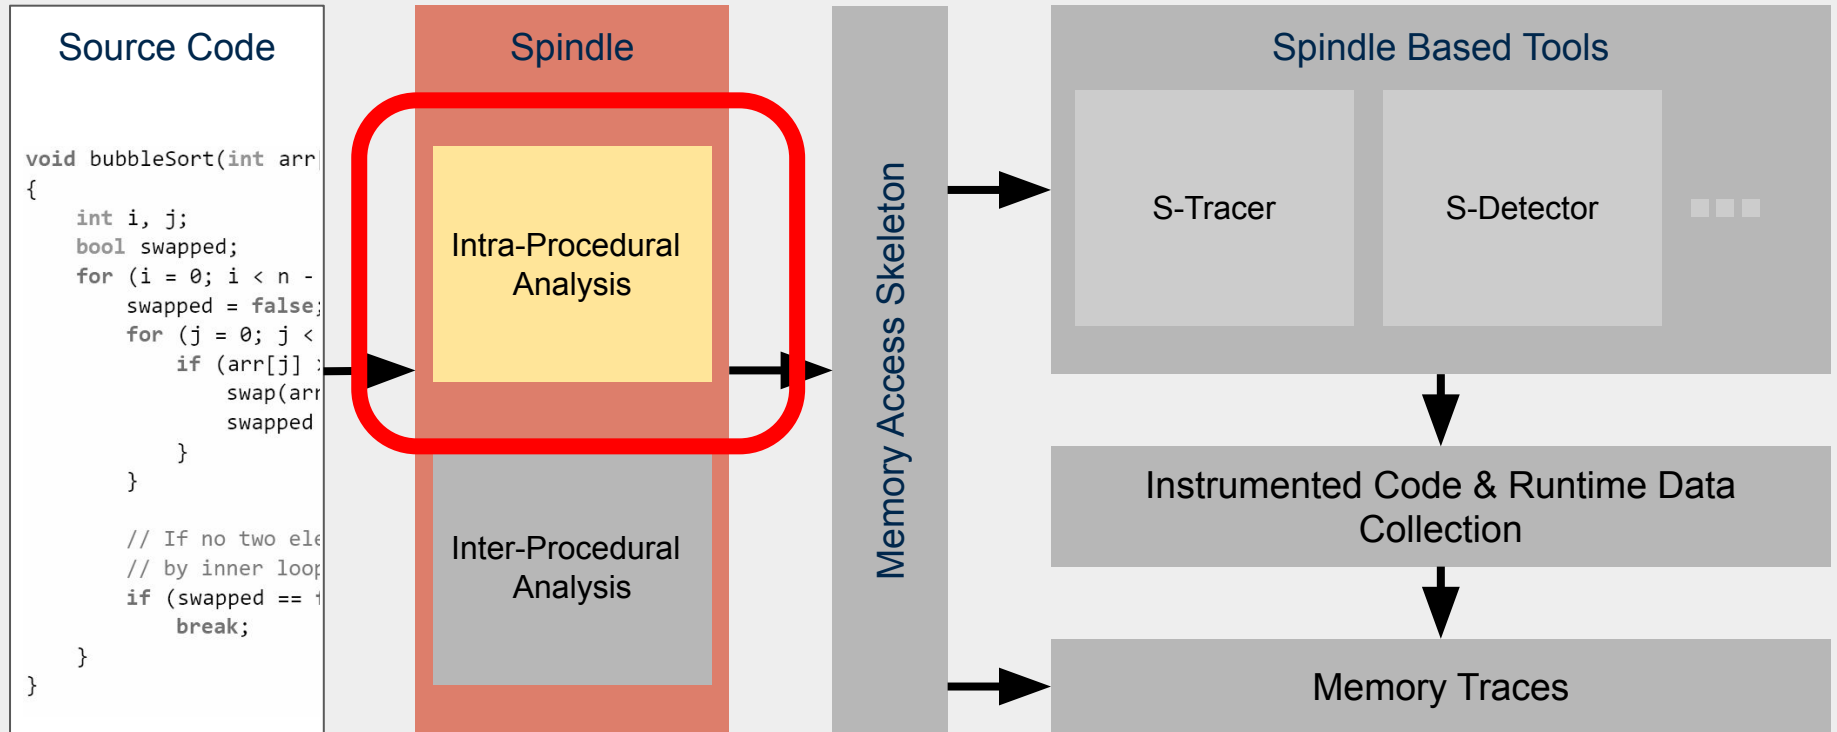 Source Code
void bubbleSort(int arr
{
int i, j;
bool swapped;
for (i = 0; i < n -
swapped = false;
for (j = 0; j <
if (arr[j]
swap(arr
swapped
}
}
// If no two ele
// by inner loop
if (swapped ==
break;
}
}
Spindle
Intra-Procedural
Analysis
Inter-Procedural
Analysis
Memory Access Skeleton
Spindle Based Tools
S-Tracer
S-Detector
Instrumented Code & Runtime Data
Collection
Memory Traces